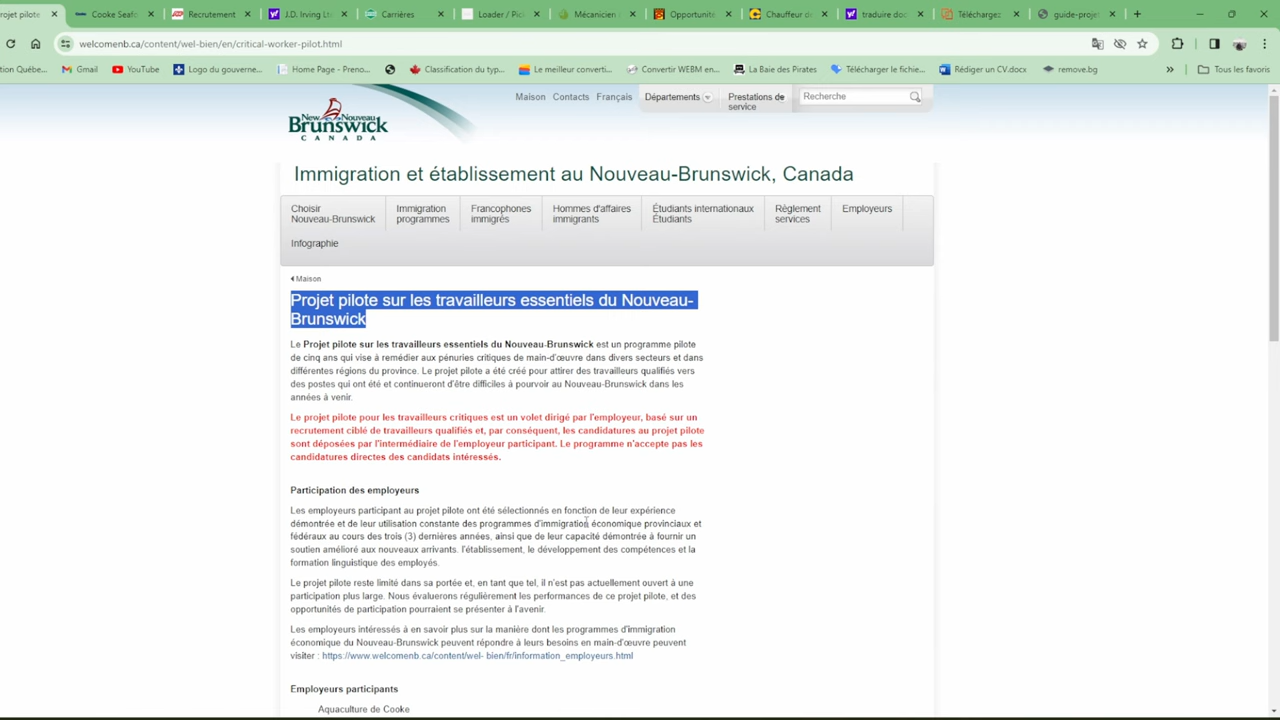 rojet pilote
Cooke Seafo
Recrutement
J.D. Irving Lt
Carrières
Loader / Pick
Mécanicien
Opportunité
Chauffeur d
traduire doc
Téléchargez
guide-proje
welcomenb.ca/content/wel-bien/en/critical-worker-pilot.html
tion Québe...
Gmail
YouTube
Logo du gouverne...
Home Page - Preno...
Classification du typ...
Le meilleur converti...
Convertir WEBM en...
La Baie des Pirates
Télécharger le fichie...
Rédiger un CV.docx
remove.bg
»
Tous les favoris
Maison
Contacts
Français
Départements
Prestations de
service
Recherche
New Nouveau
Brunswick
CANADA
Immigration et établissement au Nouveau-Brunswick, Canada
Choisir
Nouveau-Brunswick
Immigration
programmes
Francophones
immigrés
Hommes d'affaires
immigrants
Étudiants internationaux
Étudiants
Règlement
services
Employeurs
Infographie
Maison
Projet pilote sur les travailleurs essentiels du Nouveau-
Brunswick
Le Projet pilote sur les travailleurs essentiels du Nouveau-Brunswick est un programme pilote
de cinq ans qui vise à remédier aux pénuries critiques de main-d'œuvre dans divers secteurs et dans
différentes régions du province. Le projet pilote a été créé pour attirer des travailleurs qualifiés vers
des postes qui ont été et continueront d'être difficiles à pourvoir au Nouveau-Brunswick dans les
années à venir.
Le projet pilote pour les travailleurs critiques est un volet dirigé par l'employeur, basé sur un
recrutement ciblé de travailleurs qualifiés et, par conséquent, les candidatures au projet pilote
sont déposées par l'intermédiaire de l'employeur participant. Le programme n'accepte pas les
candidatures directes des candidats intéressés.
Participation des employeurs
Les employeurs participant au projet pilote ont été sélectionnés en fonction de leur expérience
démontrée et de leur utilisation constante des programmes d'immigration économique provinciaux et
fédéraux au cours des trois (3) dernières années, ainsi que de leur capacité démontrée à fournir un
soutien amélioré aux nouveaux arrivants. l'établissement, le développement des compétences et la
formation linguistique des employés.
Le projet pilote reste limité dans sa portée et, en tant que tel, il n'est pas actuellement ouvert à une
participation plus large. Nous évaluerons régulièrement les performances de ce projet pilote, et des
opportunités de participation pourraient se présenter à l'avenir.
Les employeurs intéressés à en savoir plus sur la manière dont les programmes d'immigration
économique du Nouveau-Brunswick peuvent répondre à leurs besoins en main-d'œuvre peuvent
visiter : https://www.welcomenb.ca/content/wel- bien/fr/information_employeurs.html
Employeurs participants
Aquaculture de Cooke